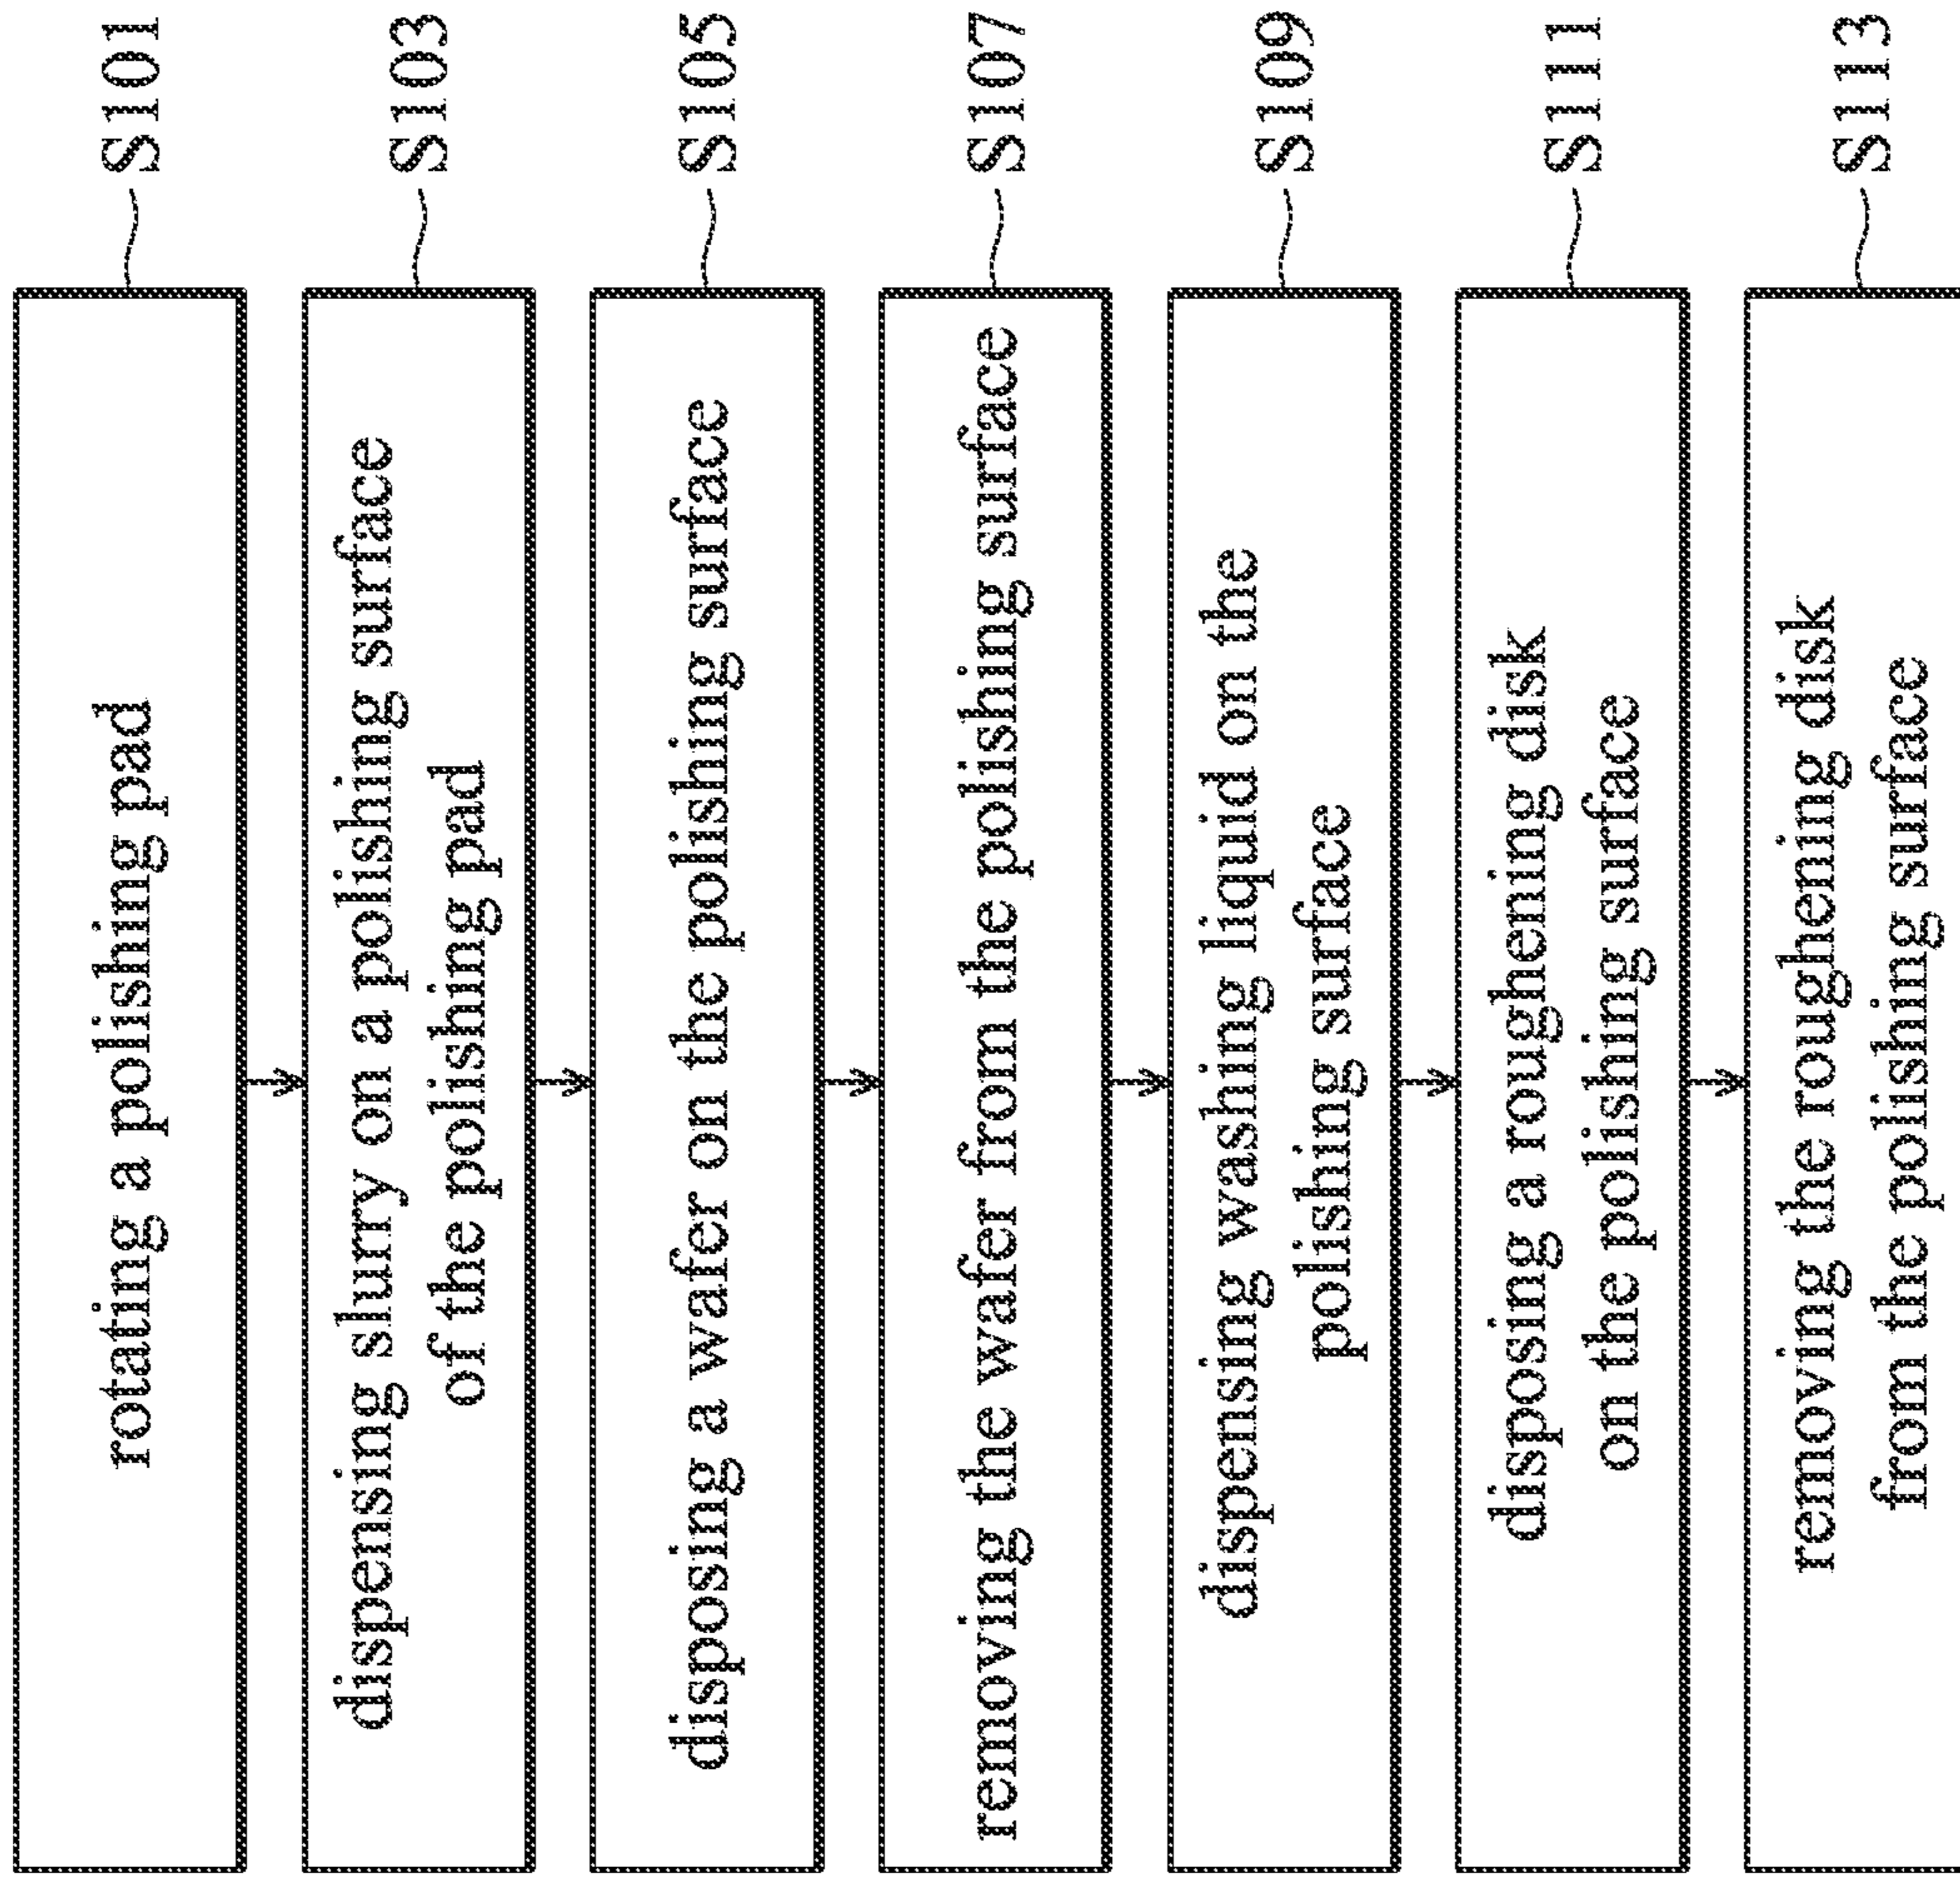 rotating a polishing pad
S101
dispensing slurry on a polishing surface
of the polishing pad
S103
disposing a wafer on the polishing surface
S105
removing the wafer from the polishing surface
S107
dispensing washing liquid on the
polishing surface
S109
disposing a roughening disk
on the polishing surface
S111
removing the roughening disk
from the polishing surface
S113